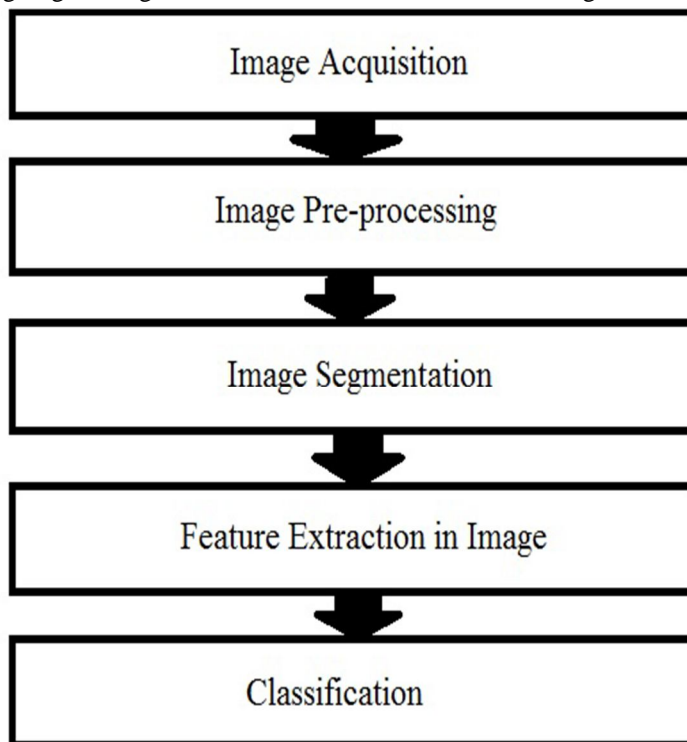 Image Acquisition
Image Pre-processing
Image Segmentation
Feature Extraction in Image
Classification